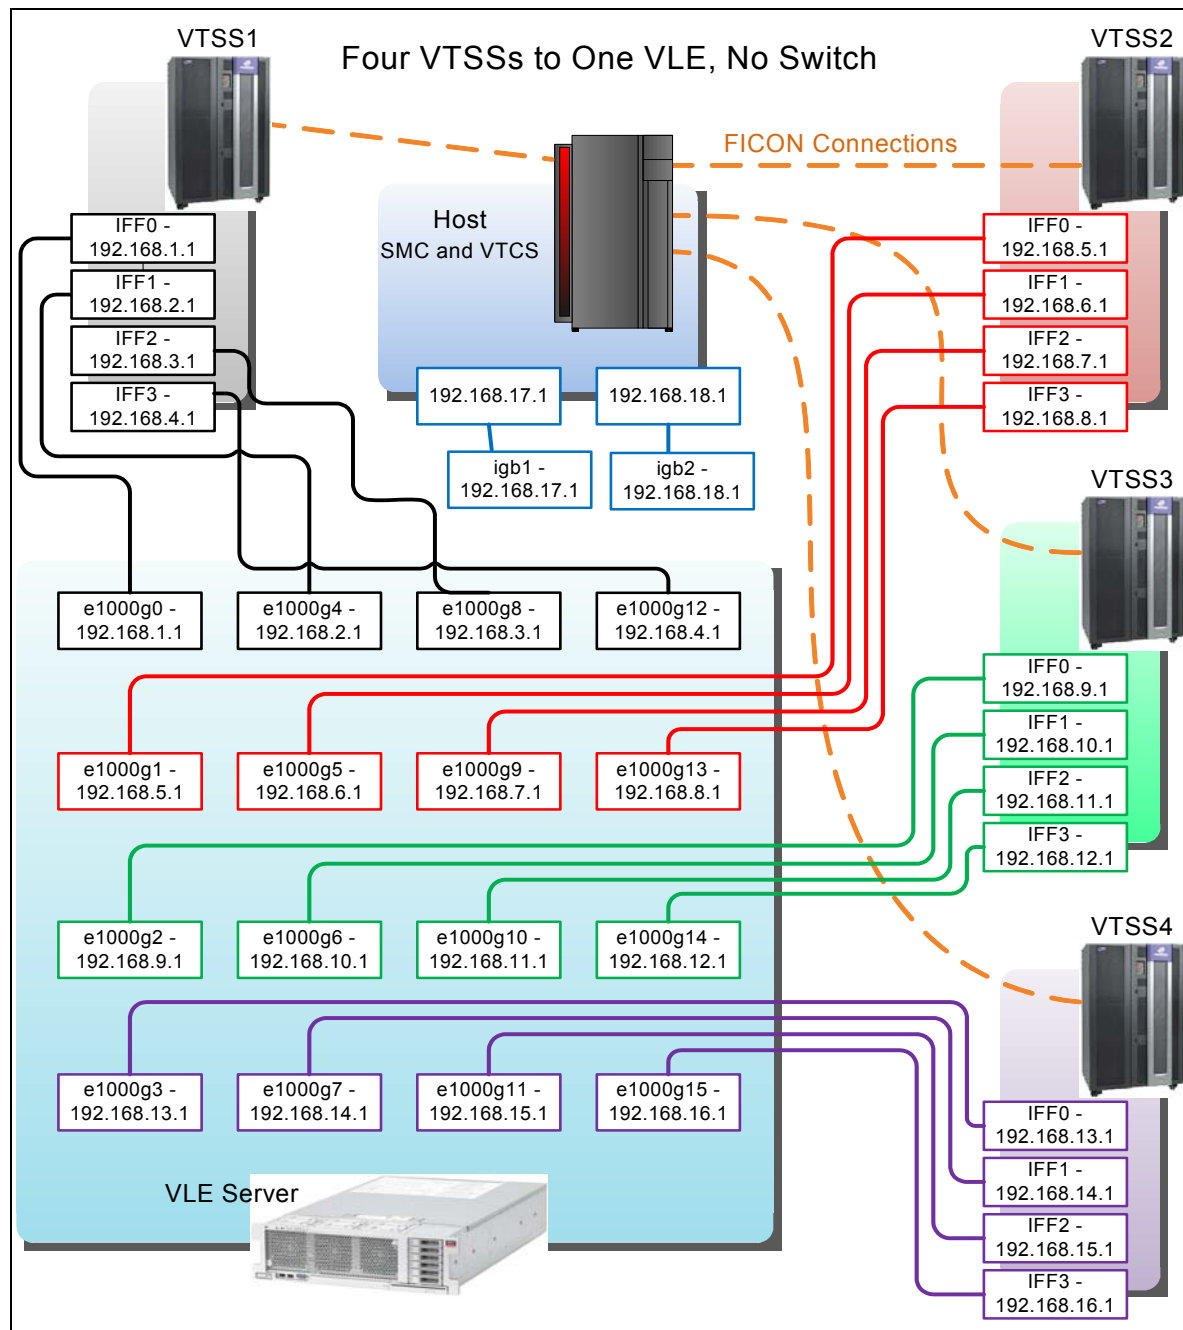 VTSS1
Four VTSSs to One VLE, No Switch
VTSS2
FICON Connections
Host
SMC and VTCS
IFF0 -
192.168.1.1
IFF1 -
192.168.2.1
IFF2 -
192.168.3.1
IFF3 -
192.168.4.1
IFF0 -
192.168.5.1
IFF1 -
192.168.6.1
IFF2 -
192.168.7.1
IFF3 -
192.168.8.1
192.168.17.1
192.168.18.1
igb1 -
192.168.17.1
igb2 -
192.168.18.1
VTSS3
e1000g0 -
192.168.1.1
e1000g4 -
192.168.2.1
e1000g8 -
192.168.3.1
e1000g12 -
192.168.4.1
IFF0 -
192.168.9.1
IFF1 -
192.168.10.1
IFF2 -
192.168.11.1
IFF3 -
192.168.12.1
e1000g1 -
192.168.5.1
e1000g5 -
192.168.6.1
e1000g9 -
192.168.7.1
e1000g13 -
192.168.8.1
e1000g2 -
192.168.9.1
e1000g6 -
192.168.10.1
e1000g10 -
192.168.11.1
e1000g14 -
192.168.12.1
VTSS4
e1000g3 -
192.168.13.1
e1000g7 -
192.168.14.1
e1000g11 -
192.168.15.1
e1000g15 -
192.168.16.1
IFF0 -
192.168.13.1
IFF1 -
192.168.14.1
IFF2 -
192.168.15.1
IFF3 -
192.168.16.1
VLE Server